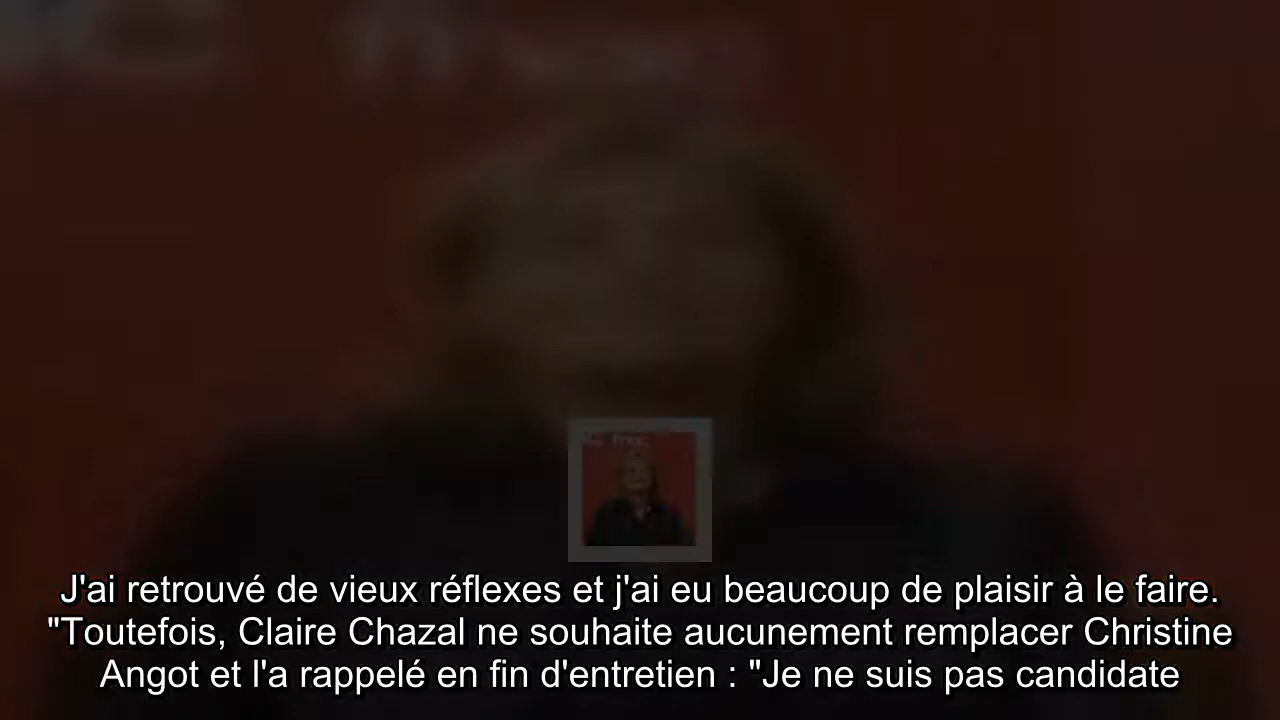 J'ai retrouvé de vieux réflexes et j'ai eu beaucoup de plaisir à le faire.
"Toutefois, Claire Chazal ne souhaite aucunement remplacer Christine
Angot et l'a rappelé en fin d'entretien : "Je ne suis pas candidate